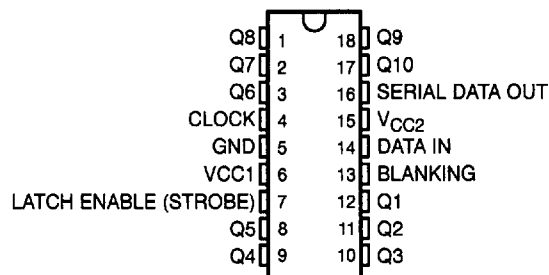 Q8 1 18 Q9
Q7 2 17 Q10
Q6 3 16 SERIAL DATA OUT
CLOCK 4 15 VCC2
GND 5 14 DATA IN
VCC1 6 13 BLANKING
LATCH ENABLE (STROBE) 7 12 Q1
Q5 8 11 Q2
Q4 9 10 Q3